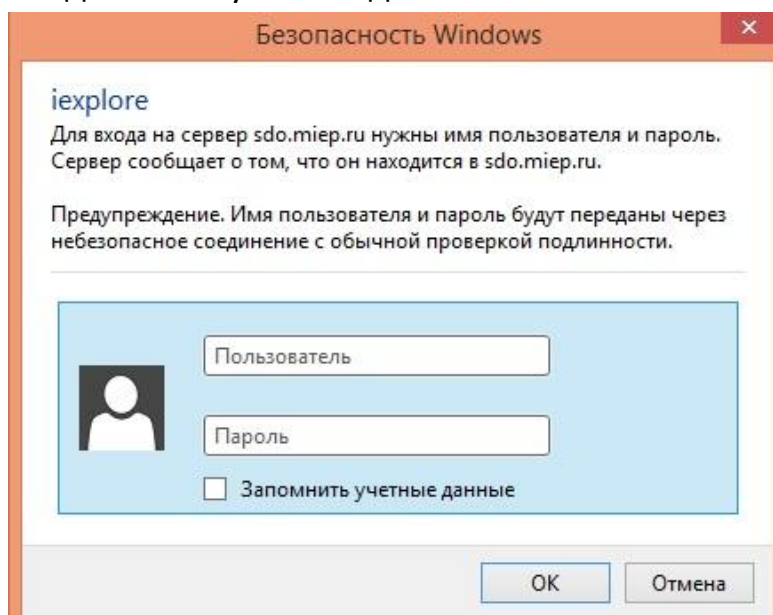 Безопасность Windows
iexplore
Для входа на сервер sdo.miep.ru нужны имя пользователя и пароль.
Сервер сообщает о том, что он находится в sdo.miep.ru.
Предупреждение. Имя пользователя и пароль будут переданы через
небезопасное соединение с обычной проверкой подлинности.
Пользователь
Пароль
Запомнить учетные данные
OK
Отмена